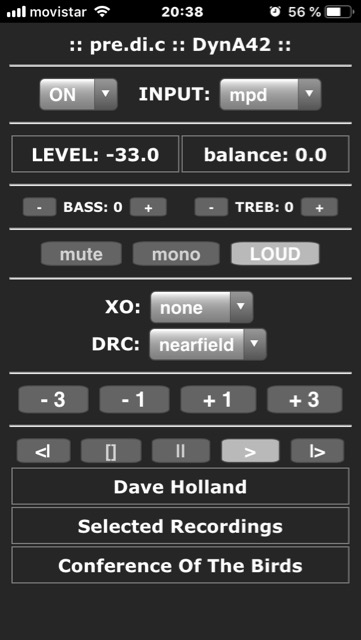 movistar 20:38 56 %
:: pre.di.c :: DynA42 ::
ON INPUT: mpd
LEVEL: -33.0 balance: 0.0
- BASS: 0 + - TREB: 0 +
mute mono LOUD
XO: none
DRC: nearfield
- 3 - 1 + 1 + 3
<| [] || > |>
Dave Holland
Selected Recordings
Conference Of The Birds